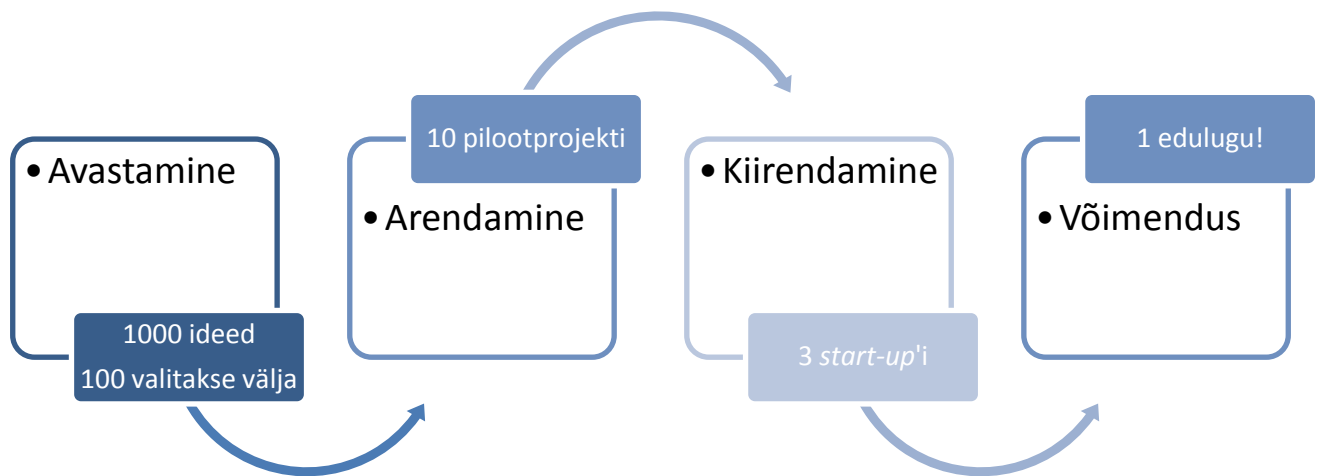 • Avastamine
1000 ideed
100 valitakse välja
10 pilootprojekti
• Arendamine
• Kiirendamine
3 start-up'i
1 edulugu!
• Võimendus